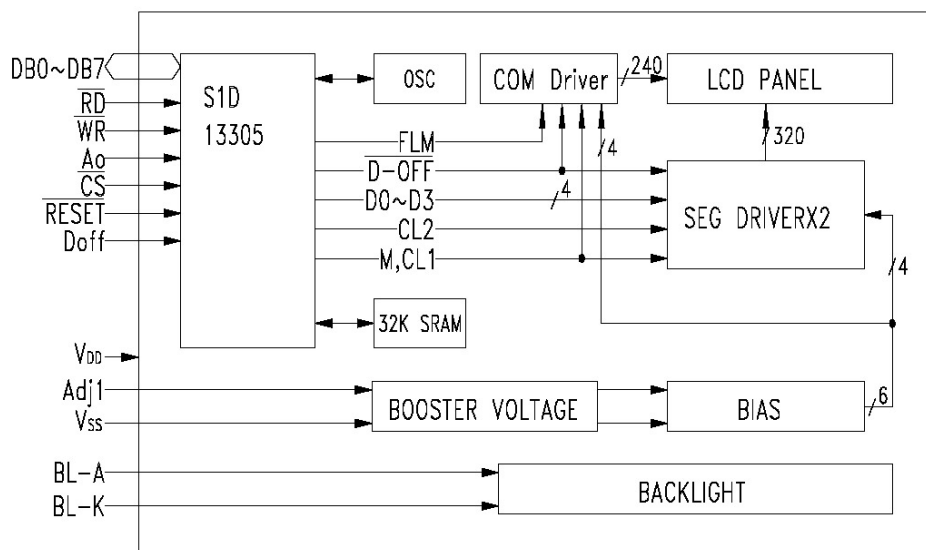 DB0~DB7
RD
WR
Ao
CS
RESET
Doff
VDD
Adj1
VSS
BL-A
BL-K
S1D
13305
OSC
COM Driver
240
LCD PANEL
FLM
D-OFF
D0~D3
CL2
M,CL1
4
4
320
SEG DRIVERX2
4
32K SRAM
BOOSTER VOLTAGE
BIAS
6
BACKLIGHT